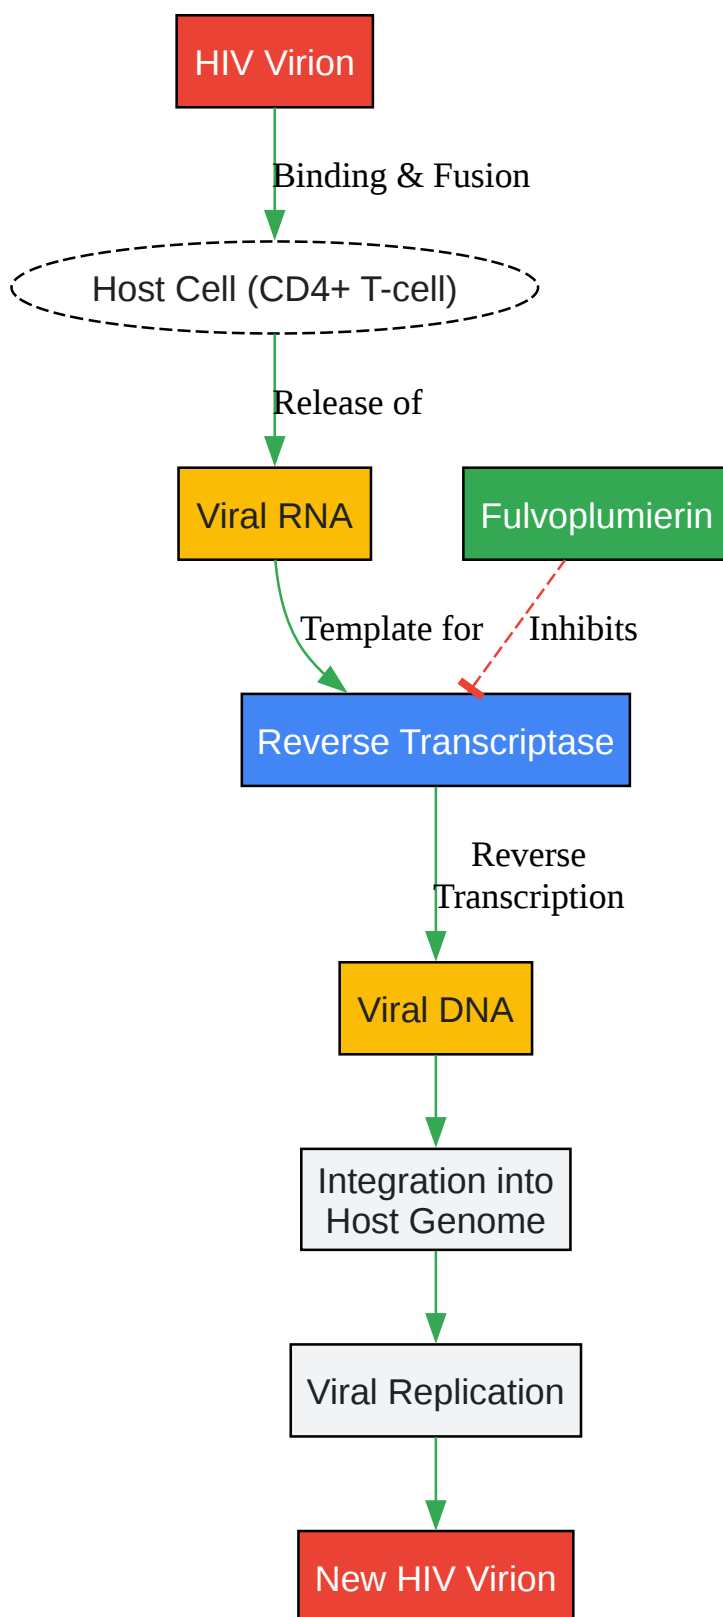 HIV Virion
Binding & Fusion
Host Cell (CD4+ T-cell)
Release of
Viral RNA
Fulvoplumierin
Template for
Inhibits
Reverse Transcriptase
Reverse
Transcription
Viral DNA
Integration into
Host Genome
Viral Replication
New HIV Virion